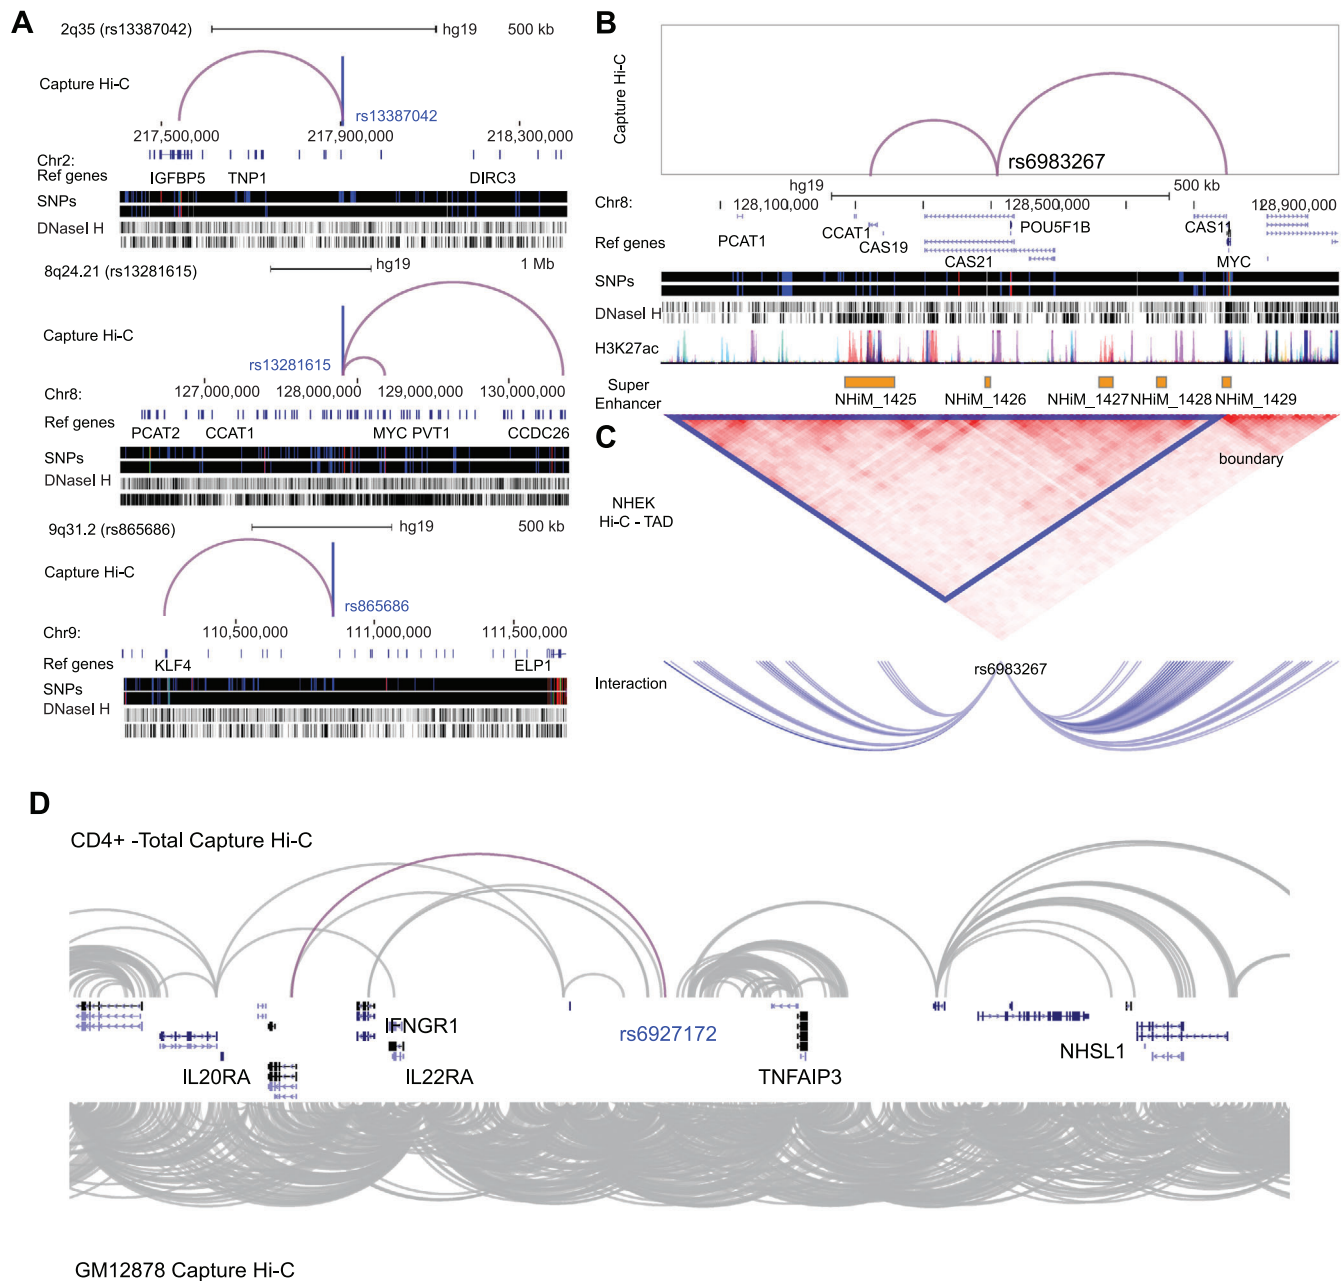 A
2q35 (rs13387042)
hg19
500 kb
Capture Hi-C
rs13387042
217,500,000
217,900,000
218,300,000
Chr2:
Ref genes
IGFBP5
TNP1
DIRC3
SNPs
DNaseI H
8q24.21 (rs13281615)
hg19
1 Mb
Capture Hi-C
rs13281615
127,000,000
128,000,000
129,000,000
130,000,000
Chr8:
Ref genes
PCAT2
CCAT1
MYC PVT1
CCDC26
SNPs
DNaseI H
9q31.2 (rs865686)
hg19
500 kb
Capture Hi-C
rs865686
Chr9:
110,500,000
111,000,000
111,500,000
Ref genes
KLF4
ELP1
SNPs
DNaseI H
B
Capture Hi-C
rs6983267
hg19
500 kb
Chr8:
128,100,000
128,500,000
128,900,000
Ref genes
PCAT1
CCAT1
CAS19
CAS21
POU5F1B
CAS11
MYC
SNPs
DNaseI H
H3K27ac
Super
Enhancer
NHiM_1425
NHiM_1426
NHiM_1427
NHiM_1428
NHiM_1429
C
boundary
NHEK
Hi-C - TAD
rs6983267
Interaction
D
CD4+ -Total Capture Hi-C
IFNGR1
rs6927172
IL20RA
IL22RA
TNFAIP3
NHSL1
GM12878 Capture Hi-C